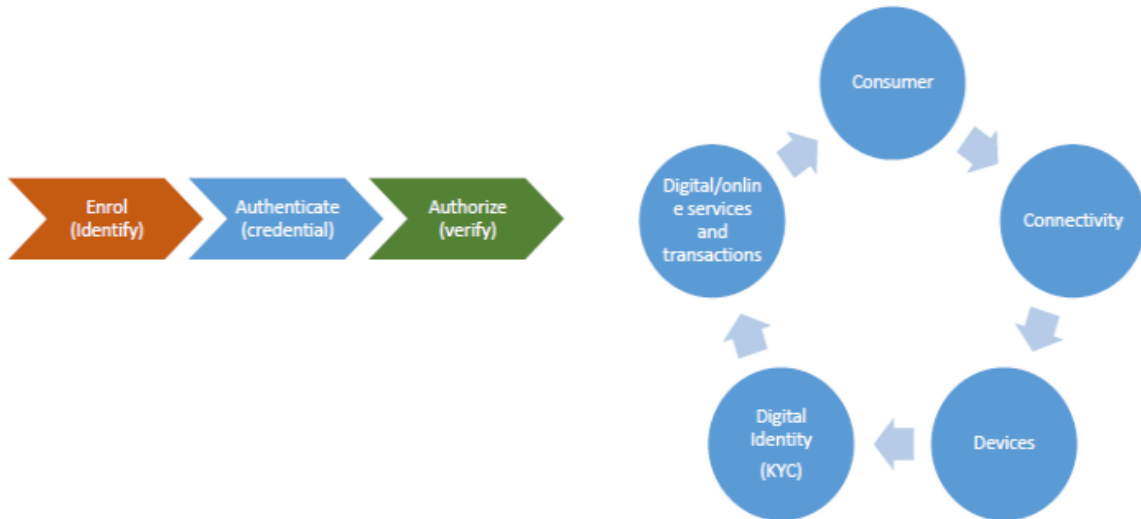 Enrol
(Identify)
Authenticate
(credential)
Authorize
(verify)
Consumer
Connectivity
Devices
Digital
Identity
(KYC)
Digital/onlin
e services
and
transactions